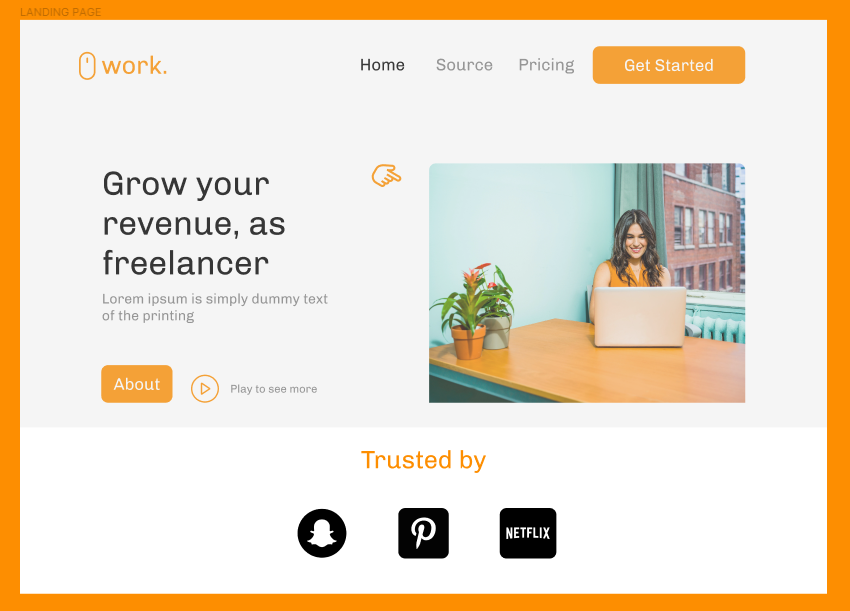 LANDING PAGE
work.
Home
Source
Pricing
Get Started
Grow your
revenue, as
freelancer
Lorem ipsum is simply dummy text
of the printing
About
Play to see more
Trusted by
NETFLIX